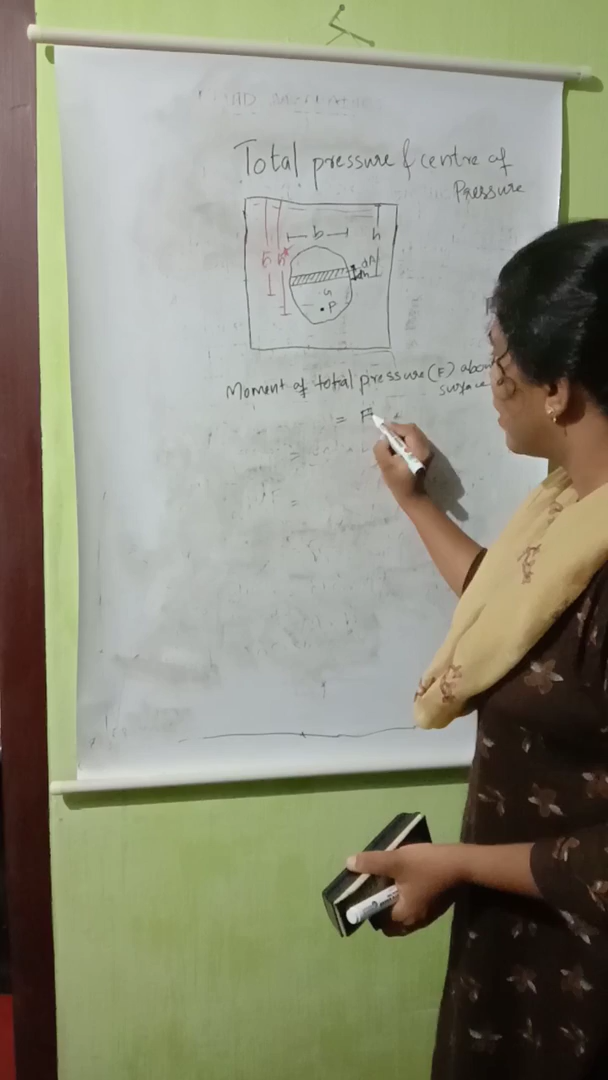 Total pressure & centre of
Pressure
b
h
h̄
h*
dA
dh
G
P
Moment of total pressure (F) about
surface
= F
=
=